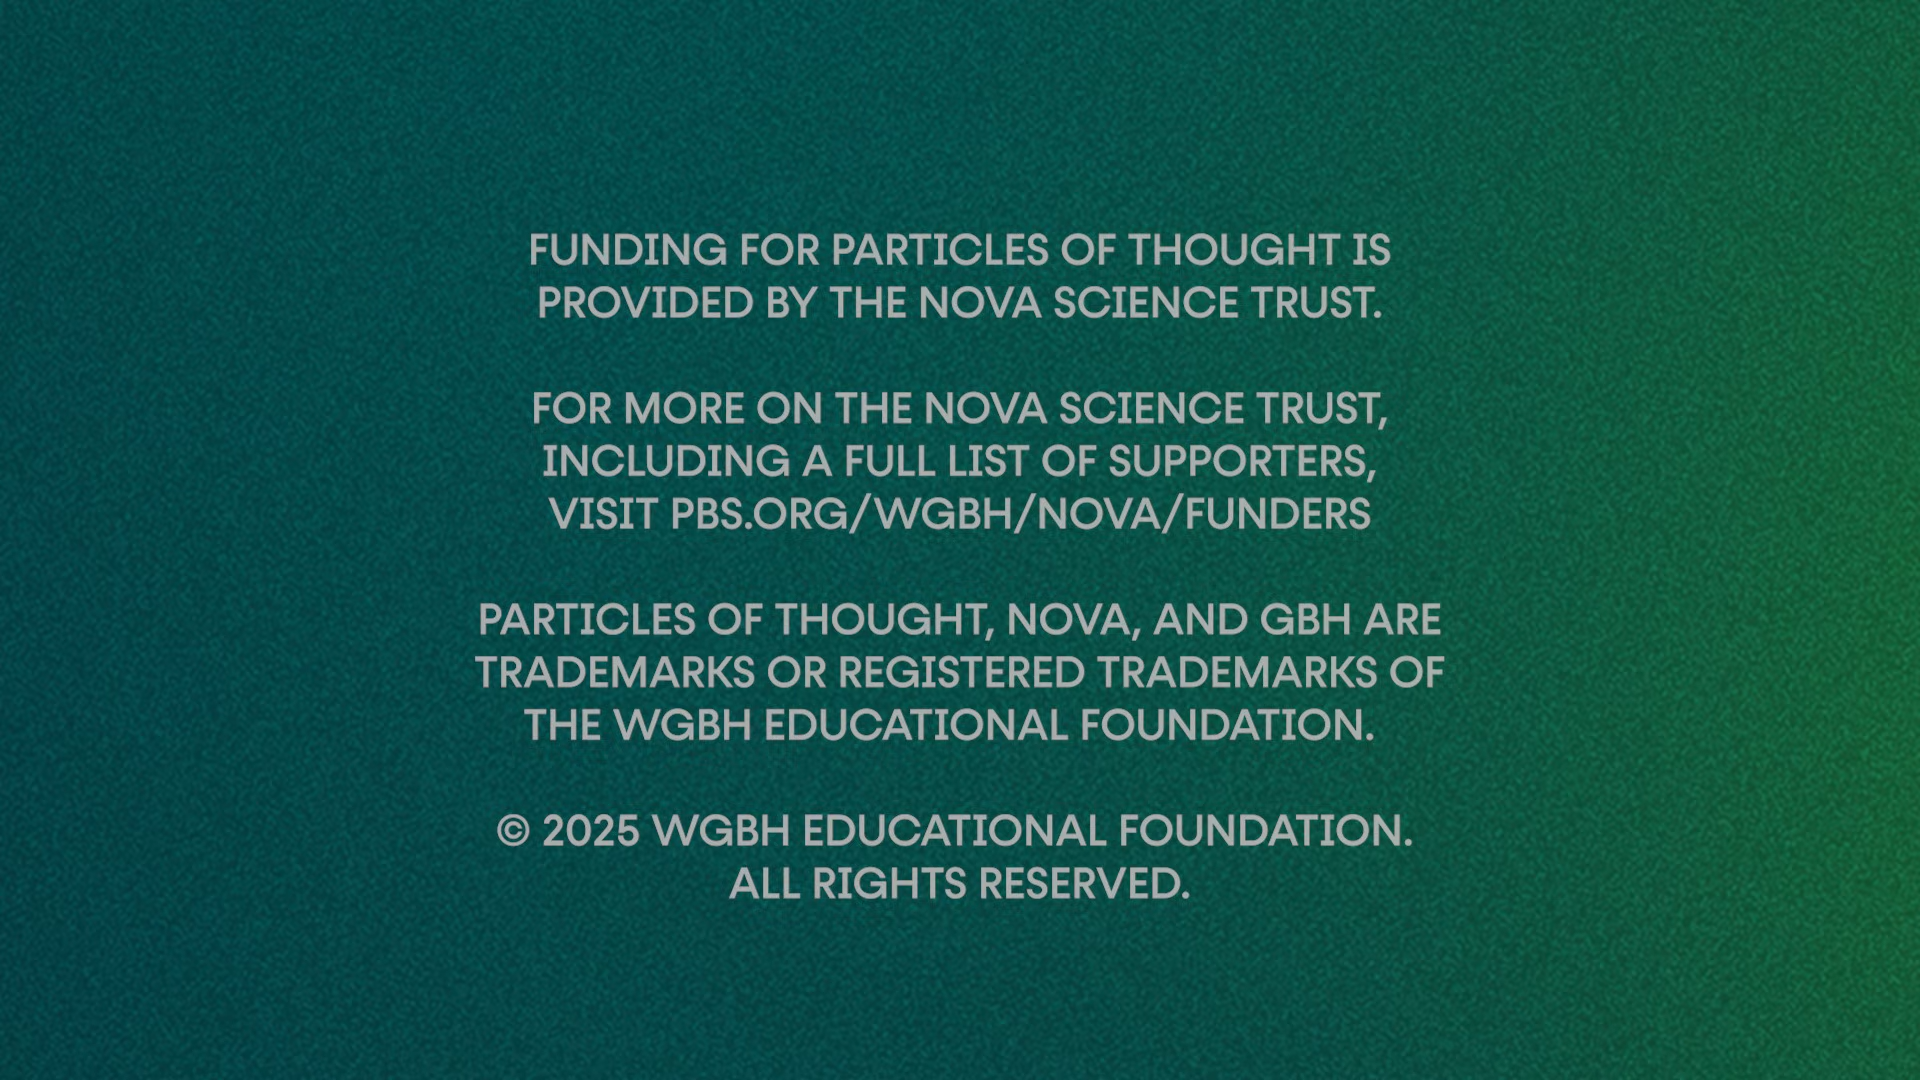 FUNDING FOR PARTICLES OF THOUGHT IS
PROVIDED BY THE NOVA SCIENCE TRUST.
FOR MORE ON THE NOVA SCIENCE TRUST,
INCLUDING A FULL LIST OF SUPPORTERS,
VISIT PBS.ORG/WGBH/NOVA/FUNDERS
PARTICLES OF THOUGHT, NOVA, AND GBH ARE
TRADEMARKS OR REGISTERED TRADEMARKS OF
THE WGBH EDUCATIONAL FOUNDATION.
© 2025 WGBH EDUCATIONAL FOUNDATION.
ALL RIGHTS RESERVED.